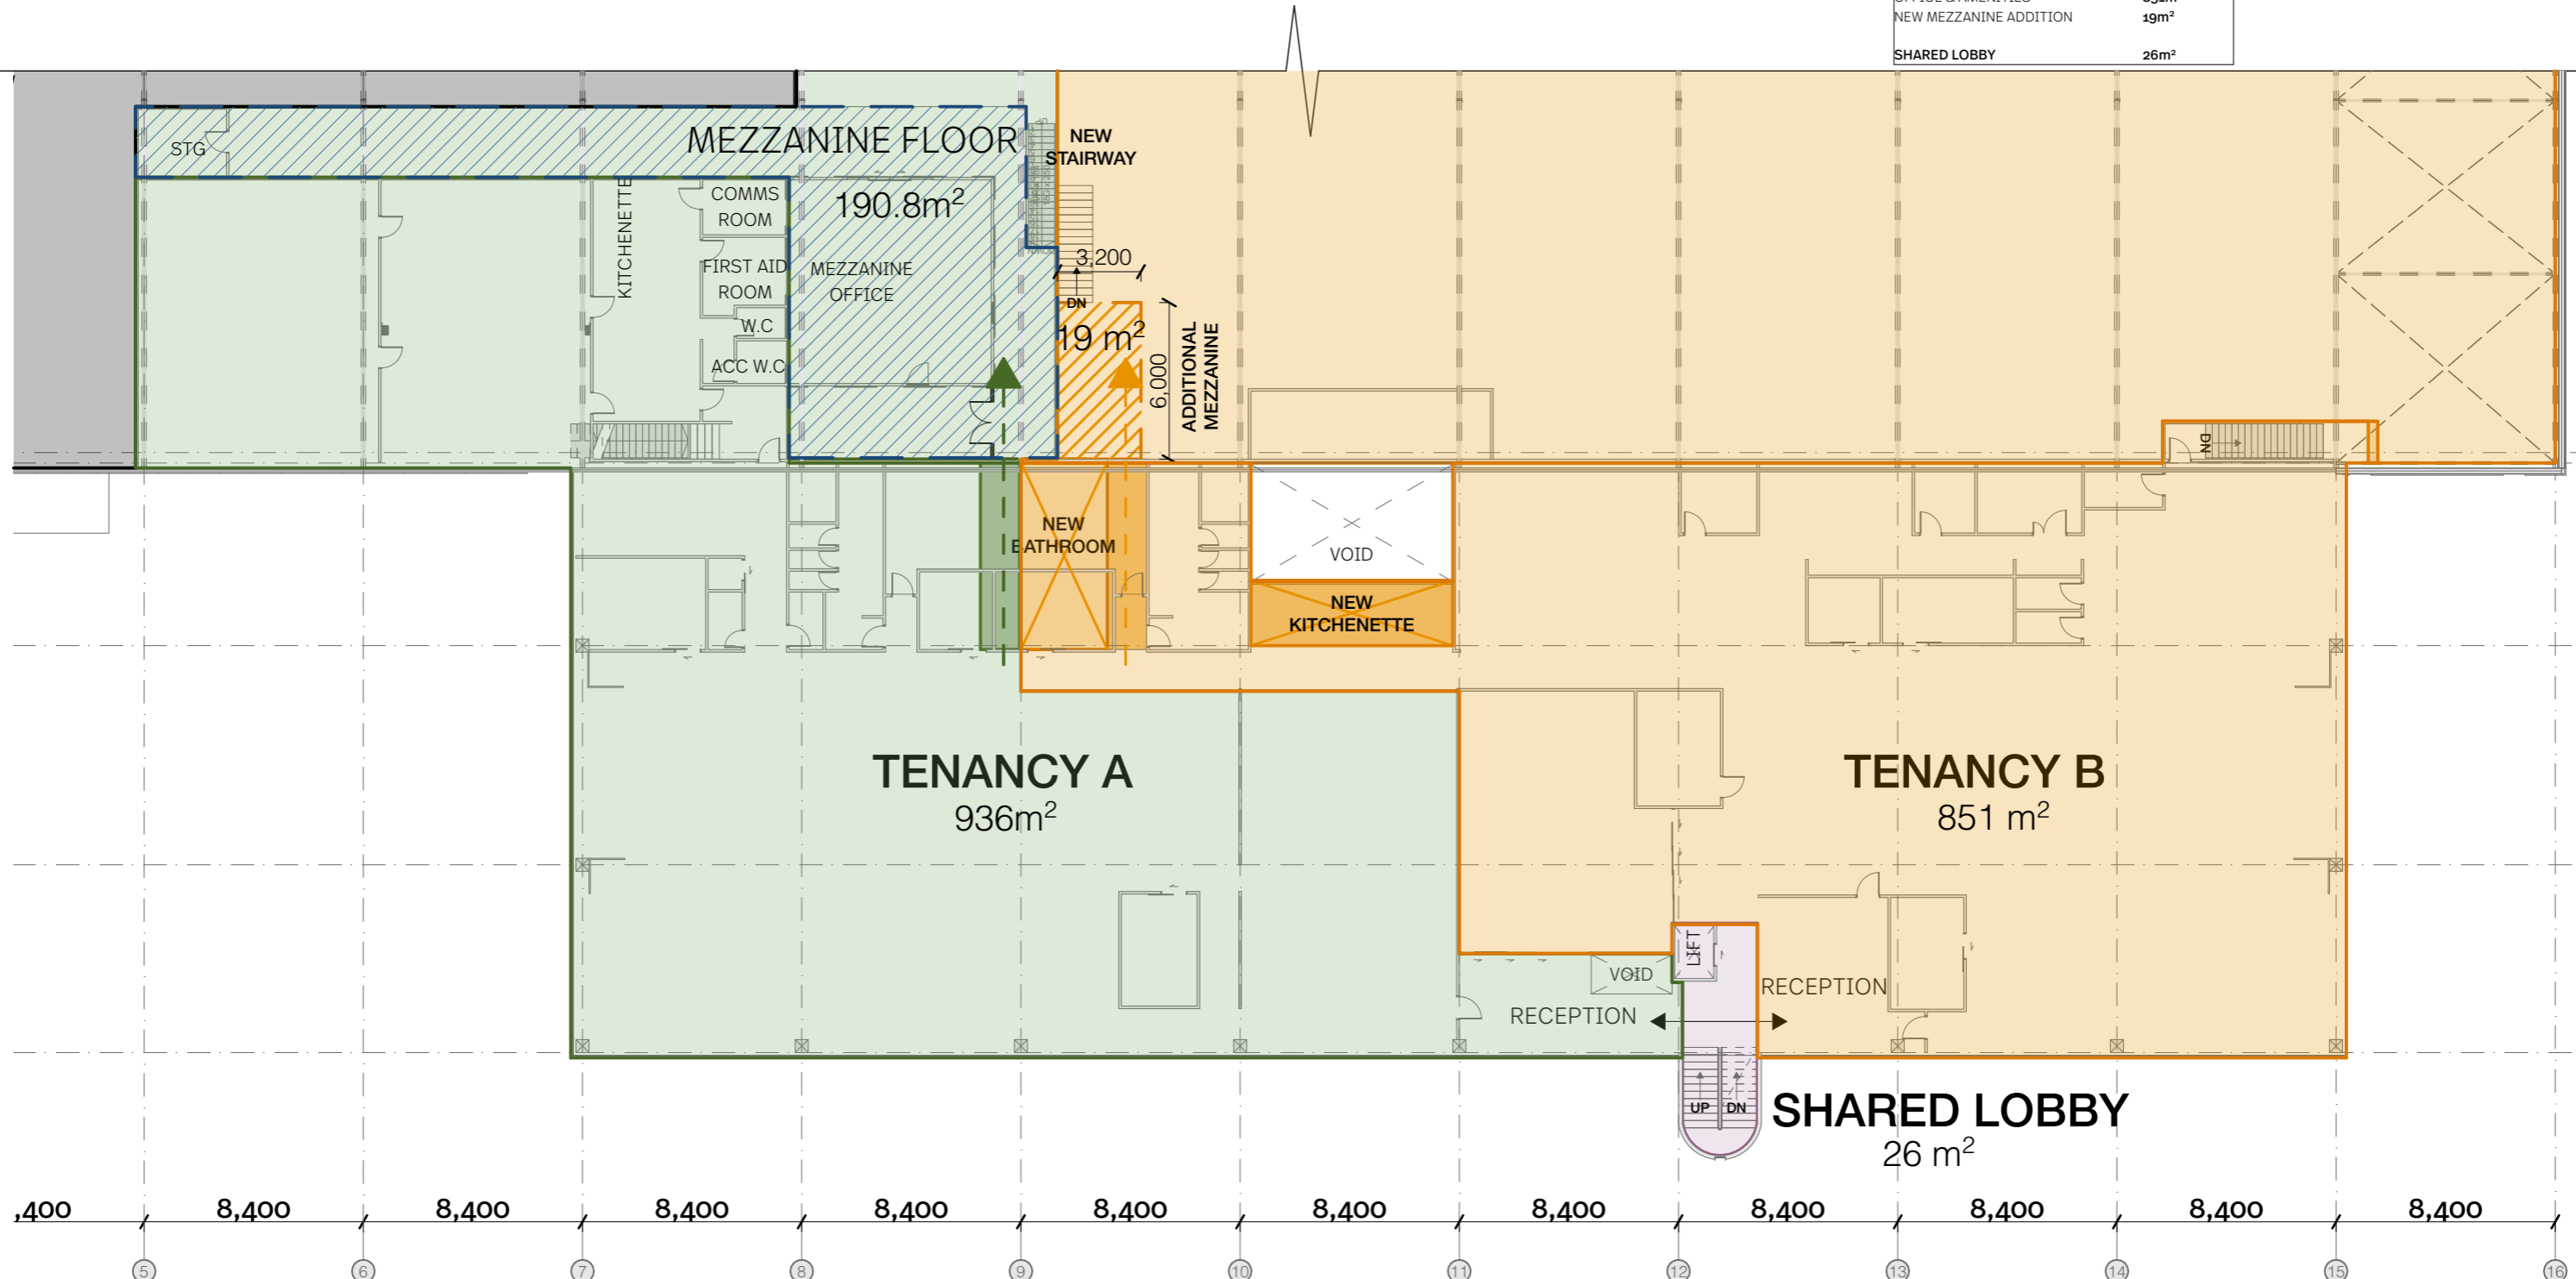 NEW MEZZANINE ADDITION 19m²
SHARED LOBBY 26m²
MEZZANINE FLOOR
190.8m²
STG
KITCHENETTE
COMMS
ROOM
FIRST AID
ROOM
W.C
ACC W.C
MEZZANINE
OFFICE
NEW
STAIRWAY
3,200
DN
19 m²
6,000
ADDITIONAL
MEZZANINE
DN
NEW
BATHROOM
VOID
NEW
KITCHENETTE
TENANCY A
936m²
TENANCY B
851 m²
LIFT
VOID
RECEPTION
RECEPTION
UP DN
SHARED LOBBY
26 m²
,400 8,400 8,400 8,400 8,400 8,400 8,400 8,400 8,400 8,400 8,400 8,400
5 6 7 8 9 10 11 12 13 14 15 16